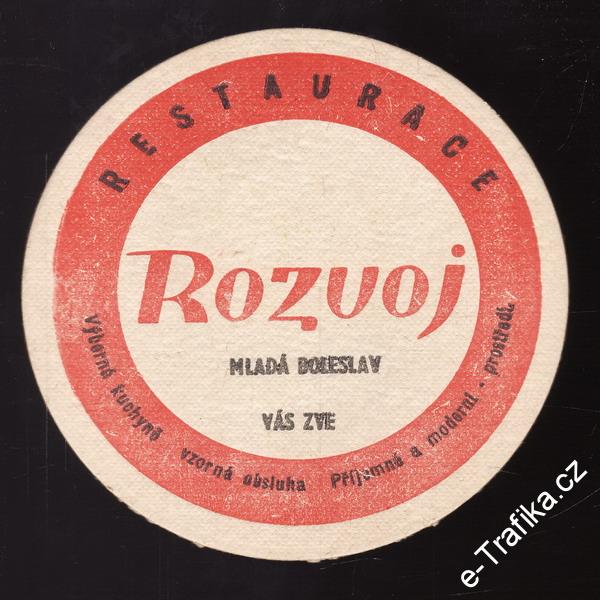 RESTAURACE
Rozvoj
MLADÁ BOLESLAV
VÁS ZVE
Výborná kuchyně vzorná obsluha Příjemné a moderní · prostředí.
e-Trafika.cz